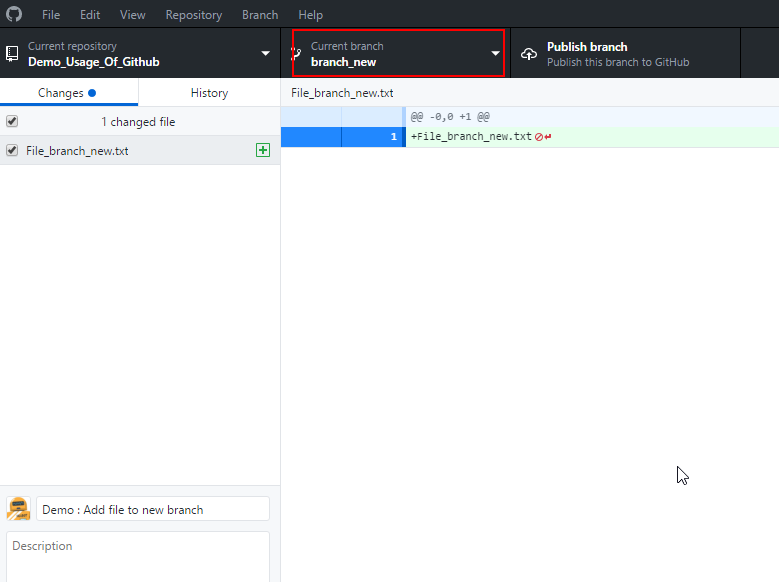 File Edit View Repository Branch Help
Current repository
Demo_Usage_Of_Github
Current branch
branch_new
Publish branch
Publish this branch to GitHub
Changes History
1 changed file
File_branch_new.txt
File_branch_new.txt
@@ -0,0 +1 @@
1 +File_branch_new.txt
Demo : Add file to new branch
Description